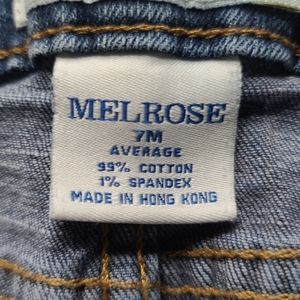 MELROSE
7M
AVERAGE
99% COTTON
1% SPANDEX
MADE IN HONG KONG